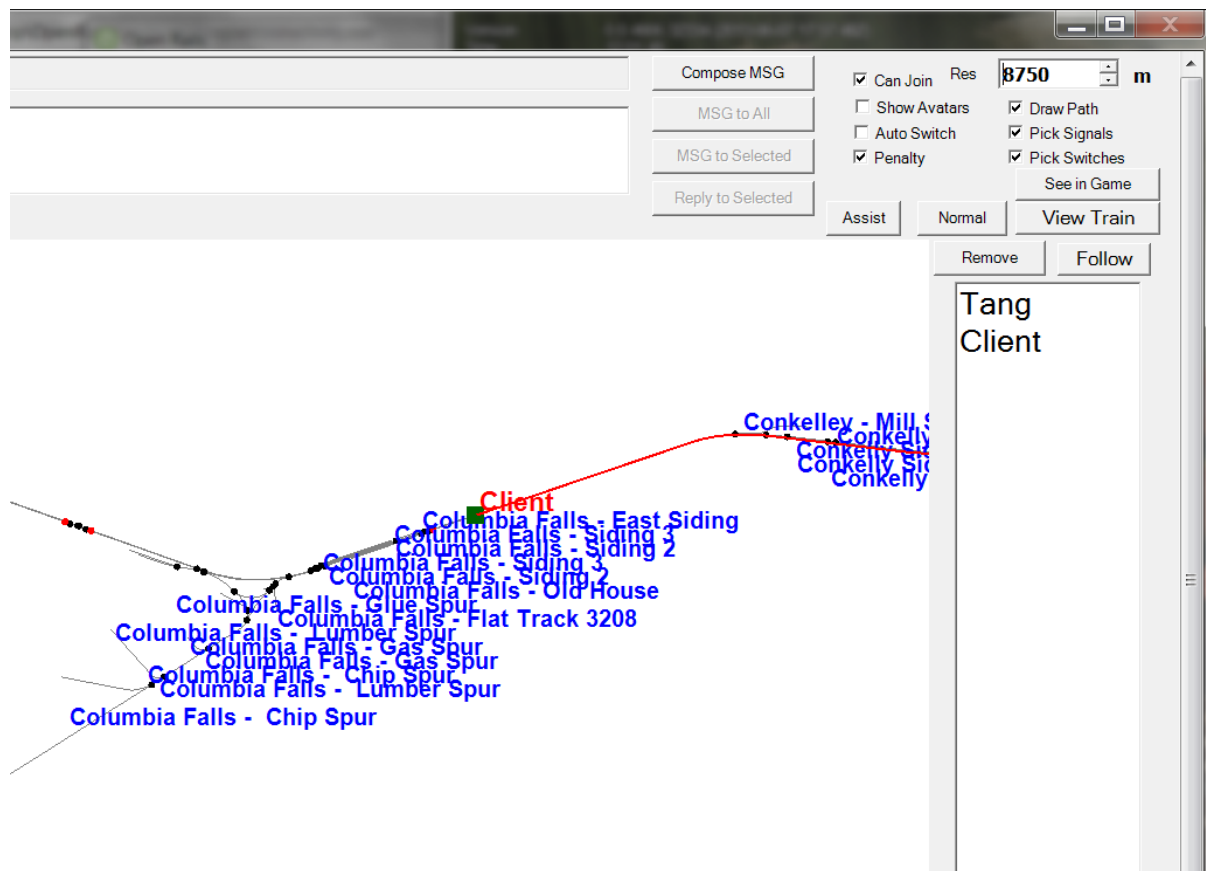 Compose MSG
Can Join
Res
8750
m
MSG to All
Show Avatars
Draw Path
Auto Switch
Pick Signals
MSG to Selected
Penalty
Pick Switches
Reply to Selected
See in Game
Assist
Normal
View Train
Remove
Follow
Tang
Client
Conkelley - Mill
Conkelly
Conkelly
Conkelly
Conkelly
Client
Columbia Falls - East Siding
Columbia Falls - Siding 3
Columbia Falls - Siding 2
Columbia Falls - Siding 3
Columbia Falls - Siding 2
Columbia Falls - Old House
Columbia Falls - Glue Spur
Columbia Falls - Flat Track 3208
Columbia Falls - Lumber Spur
Columbia Falls - Gas Spur
Columbia Falls - Gas Spur
Columbia Falls - Chip Spur
Columbia Falls - Lumber Spur
Columbia Falls - Chip Spur